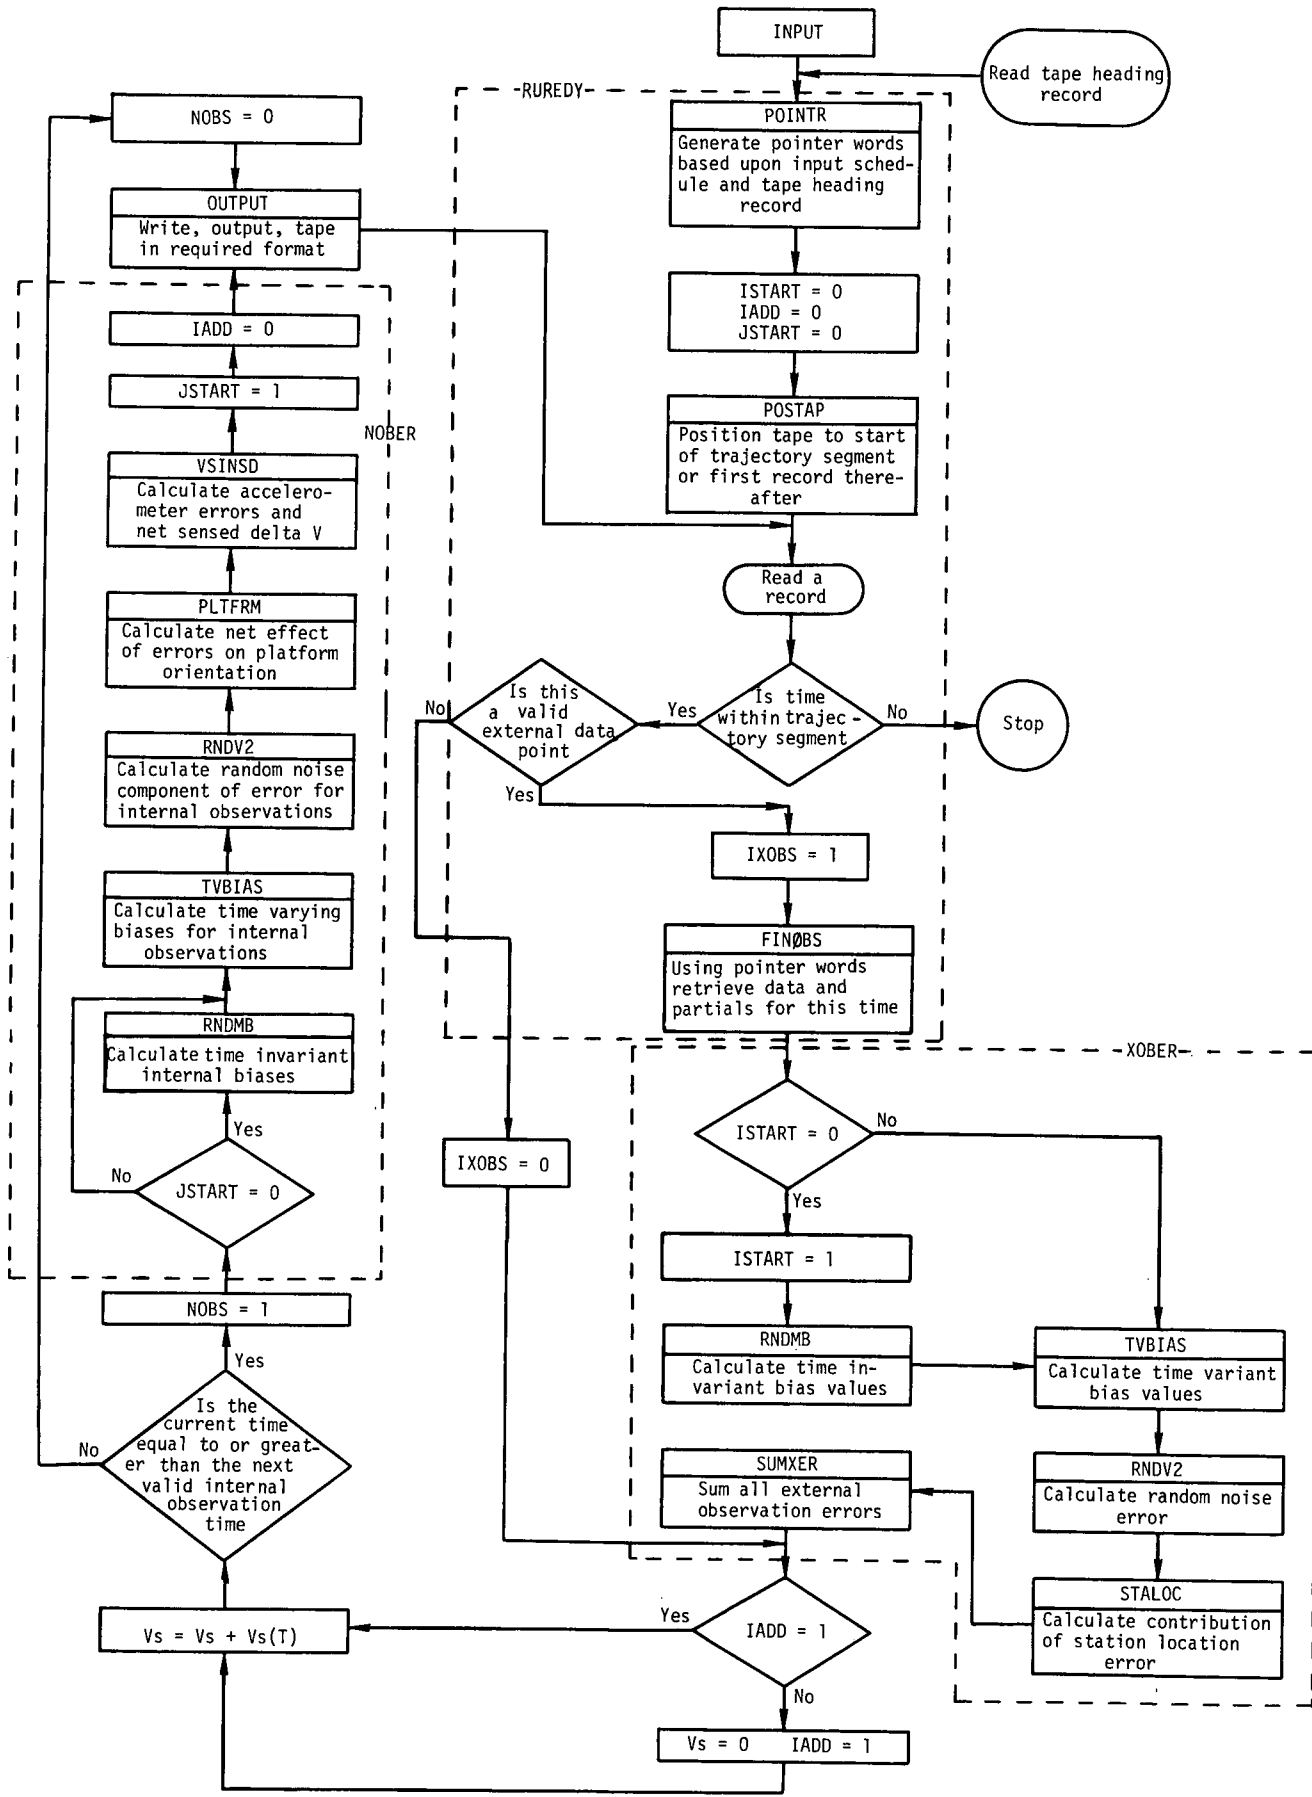 INPUT
Read tape heading
record
-RUREDY-
POINTR
Generate pointer words
based upon input sched-
ule and tape heading
record
ISTART = 0
IADD = 0
JSTART = 0
POSTAP
Position tape to start
of trajectory segment
or first record there-
after
Read a
record
Is time
within trajec-
tory segment
No
Stop
Yes
Is this
a valid
external data
point
No
Yes
IXOBS = 1
FINØBS
Using pointer words
retrieve data and
partials for this time
-XOBER-
ISTART = 0
No
Yes
ISTART = 1
RNDMB
Calculate time in-
variant bias values
TVBIAS
Calculate time variant
bias values
RNDV2
Calculate random noise
error
STALOC
Calculate contribution
of station location
error
SUMXER
Sum all external
observation errors
IXOBS = 0
IADD = 1
Yes
No
Vs = 0 IADD = 1
Vs = Vs + Vs(T)
Is the
current time
equal to or great-
er than the next
valid internal
observation
time
No
Yes
NOBS = 1
JSTART = 0
No
Yes
RNDMB
Calculate time invariant
internal biases
TVBIAS
Calculate time varying
biases for internal
observations
RNDV2
Calculate random noise
component of error for
internal observations
PLTFRM
Calculate net effect
of errors on platform
orientation
VSINSD
Calculate accelero-
meter errors and
net sensed delta V
NOBER
JSTART = 1
IADD = 0
OUTPUT
Write, output, tape
in required format
NOBS = 0